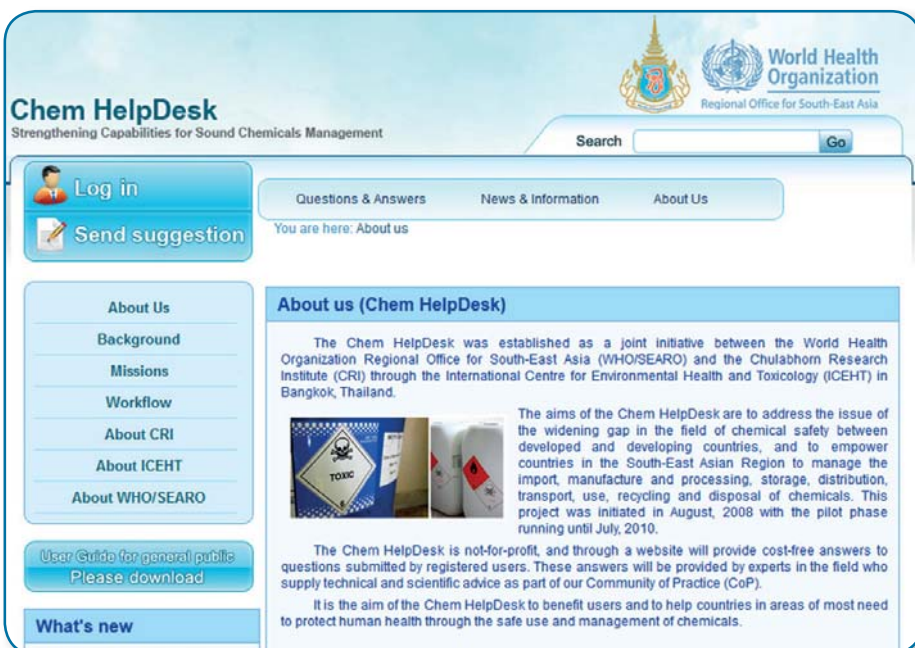 World Health
Organization
Regional Office for South-East Asia
Chem HelpDesk
Strengthening Capabilities for Sound Chemicals Management
Search
Go
Log in
Send suggestion
Questions & Answers
News & Information
About Us
You are here: About us
About Us
Background
Missions
Workflow
About CRI
About ICEHT
About WHO/SEARO
User Guide for general public
Please download
What's new
About us (Chem HelpDesk)
The Chem HelpDesk was established as a joint initiative between the World Health
Organization Regional Office for South-East Asia (WHO/SEARO) and the Chulabhorn Research
Institute (CRI) through the International Centre for Environmental Health and Toxicology (ICEHT) in
Bangkok, Thailand.
TOXIC
6
The aims of the Chem HelpDesk are to address the issue of
the widening gap in the field of chemical safety between
developed and developing countries, and to empower
countries in the South-East Asian Region to manage the
import, manufacture and processing, storage, distribution,
transport, use, recycling and disposal of chemicals. This
project was initiated in August, 2008 with the pilot phase
running until July, 2010.
The Chem HelpDesk is not-for-profit, and through a website will provide cost-free answers to
questions submitted by registered users. These answers will be provided by experts in the field who
supply technical and scientific advice as part of our Community of Practice (CoP).
It is the aim of the Chem HelpDesk to benefit users and to help countries in areas of most need
to protect human health through the safe use and management of chemicals.